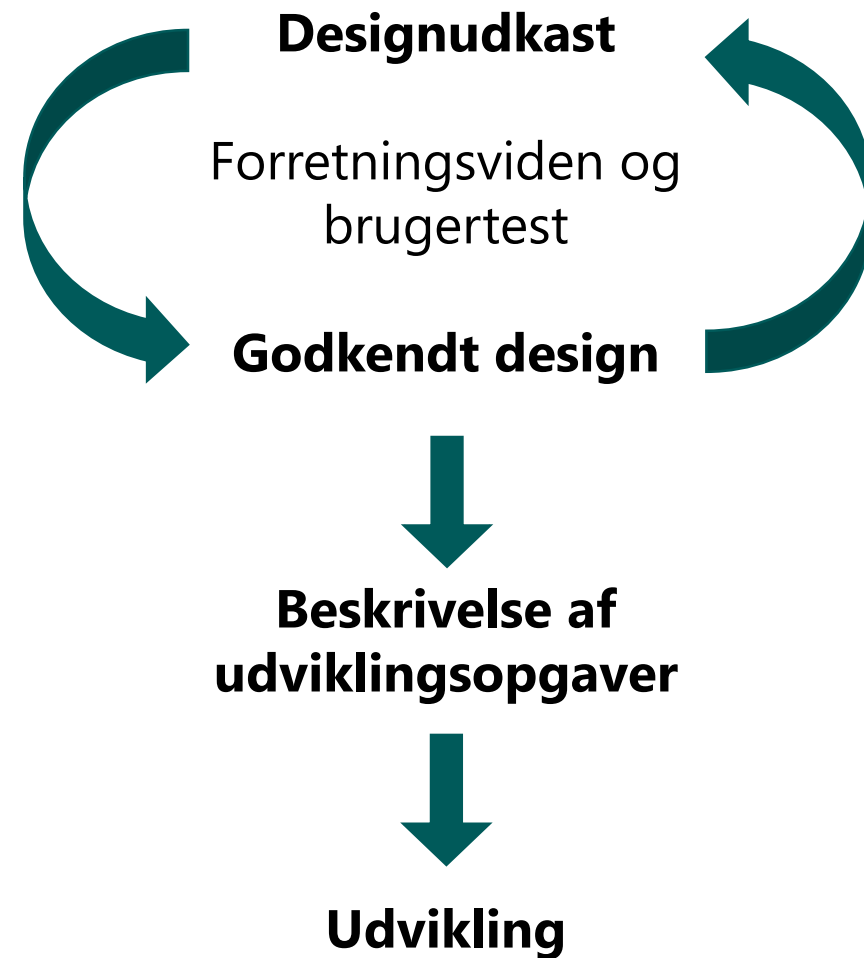 Designudkast
Forretningsviden og
brugertest
Godkendt design
Beskrivelse af
udviklingsopgaver
Udvikling